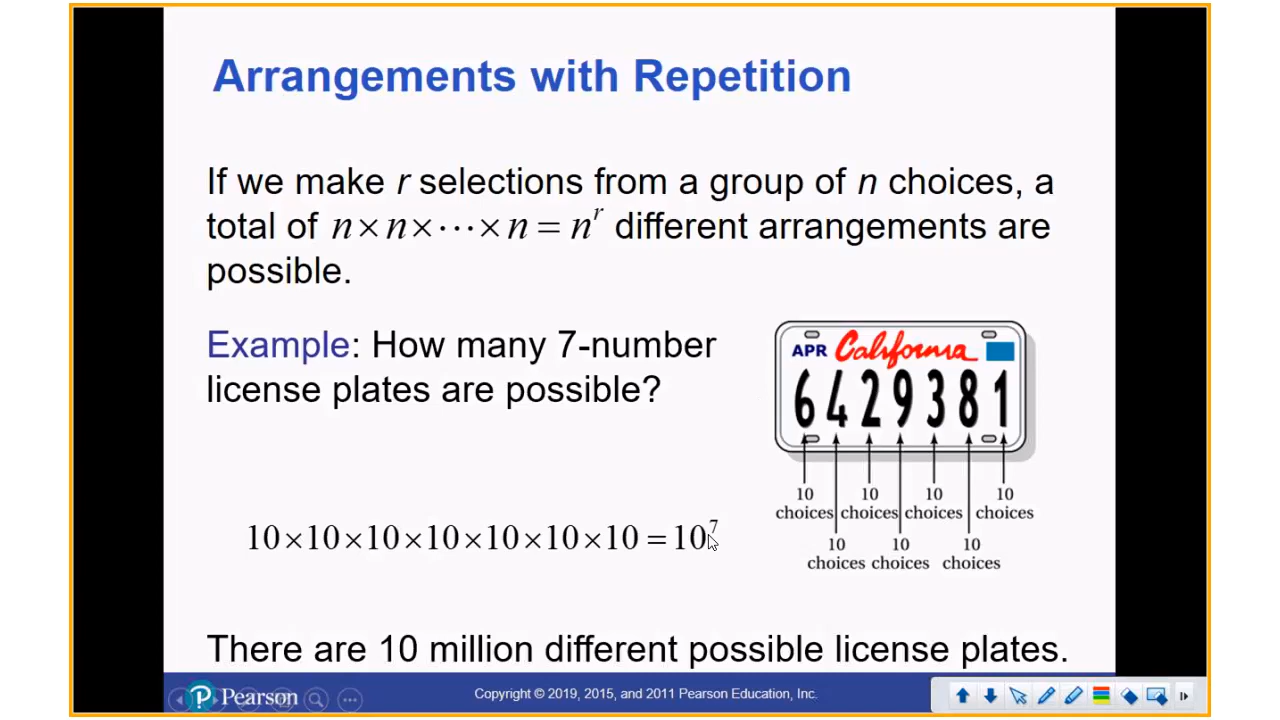 Arrangements with Repetition
If we make r selections from a group of n choices, a
total of n × n × ⋯ × n = nʳ different arrangements are
possible.
Example: How many 7-number
license plates are possible?
APR California
6429381
10 10 10 10
choices choices choices choices
10 10 10
choices choices choices
10×10×10×10×10×10×10 = 10⁷
There are 10 million different possible license plates.
Pearson
Copyright © 2019, 2015, and 2011 Pearson Education, Inc.